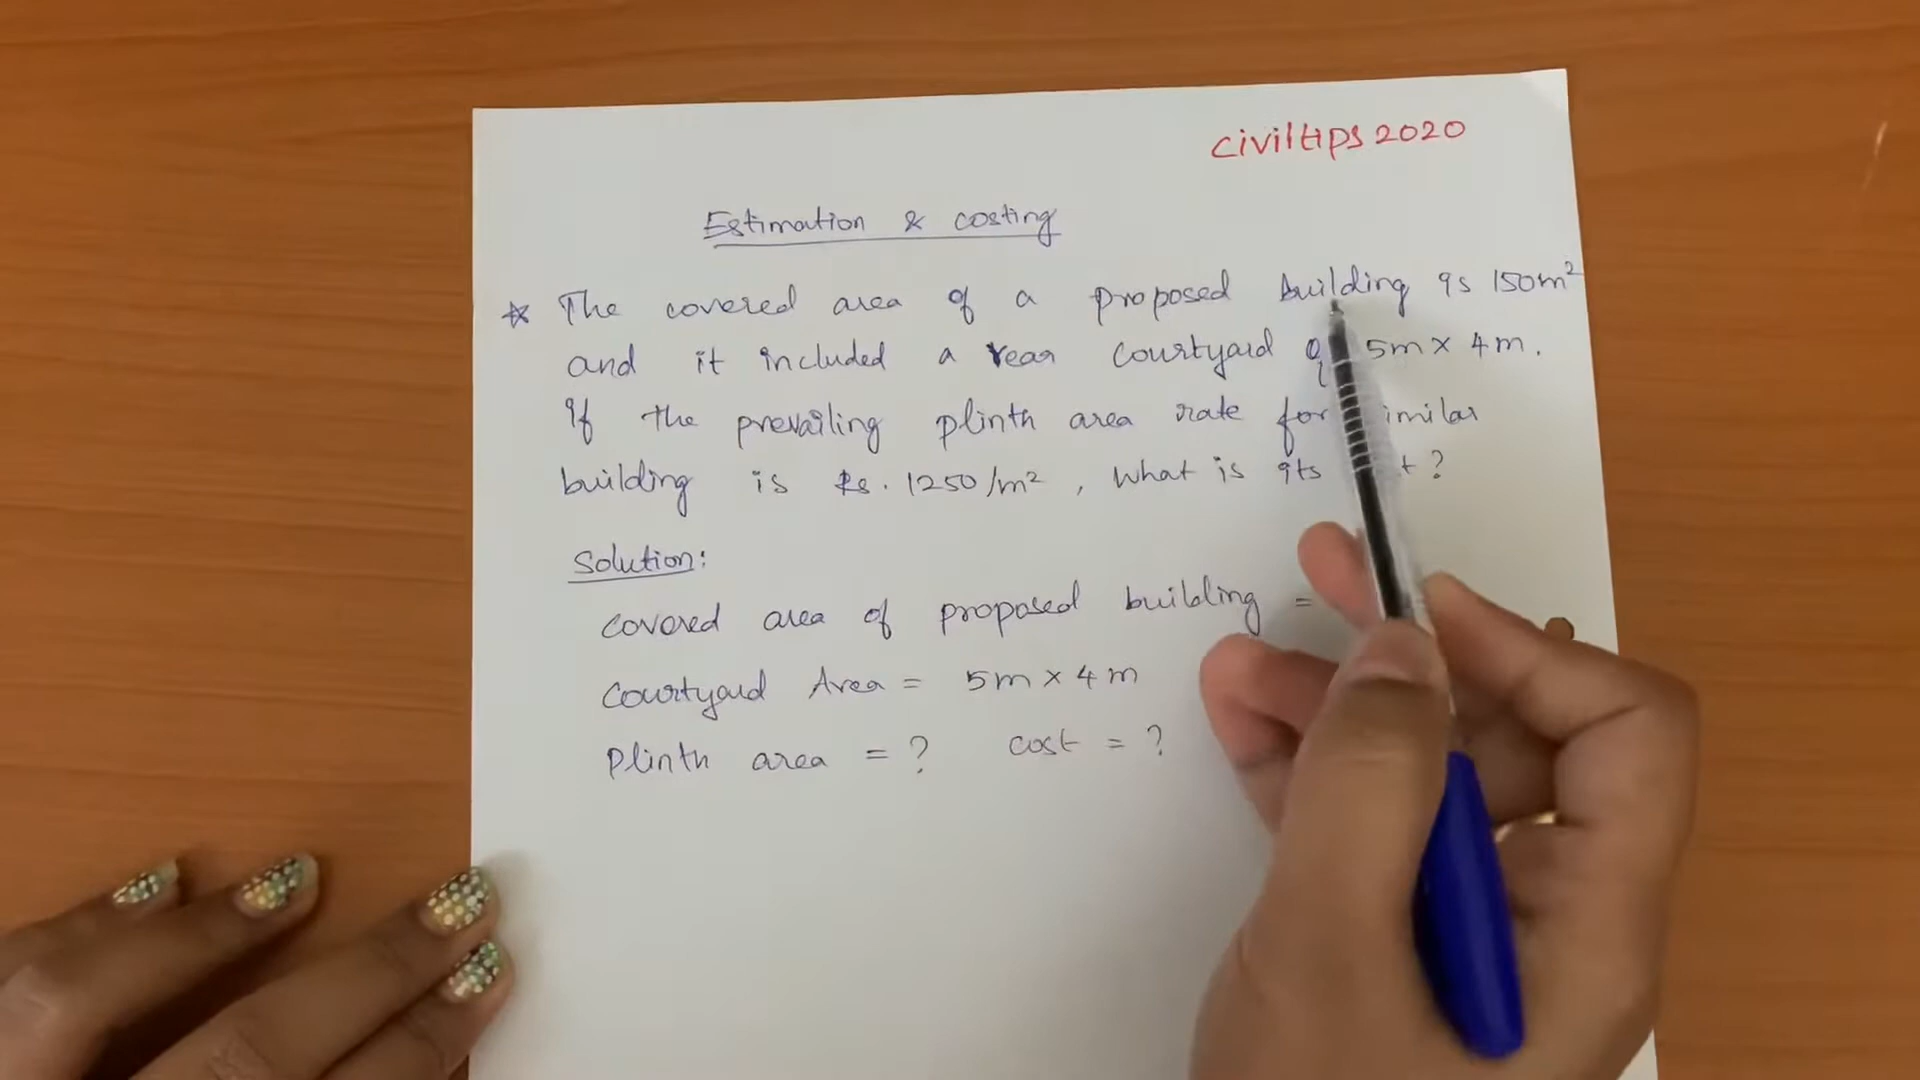 Civiltips 2020
Estimation & costing
* The covered area of a proposed building is 150m²
and it included a rear courtyard 5m x 4m.
If the prevailing plinth area rate for
building is Rs. 1250/m², what is its ?
Solution:
covered area of proposed building =
Courtyard Area = 5m x 4m
Plinth area = ? cost = ?